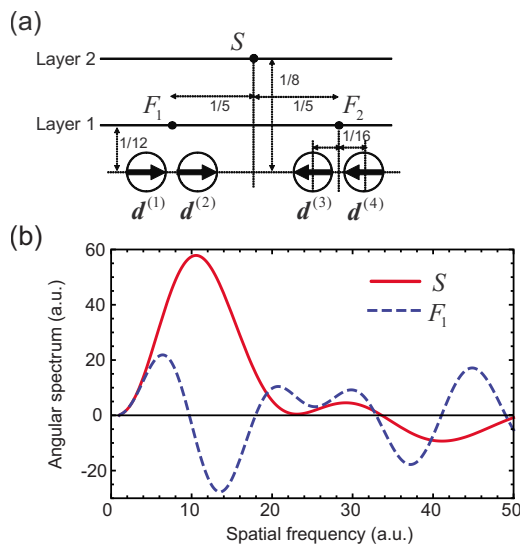 (a)
Layer 2
S
1/8
1/5
1/5
F₁
F₂
Layer 1
1/12
1/16
d⁽¹⁾ d⁽²⁾ d⁽³⁾ d⁽⁴⁾
(b)
60
40
20
0
-20
Angular spectrum (a.u.)
S
F₁
0 10 20 30 40 50
Spatial frequency (a.u.)